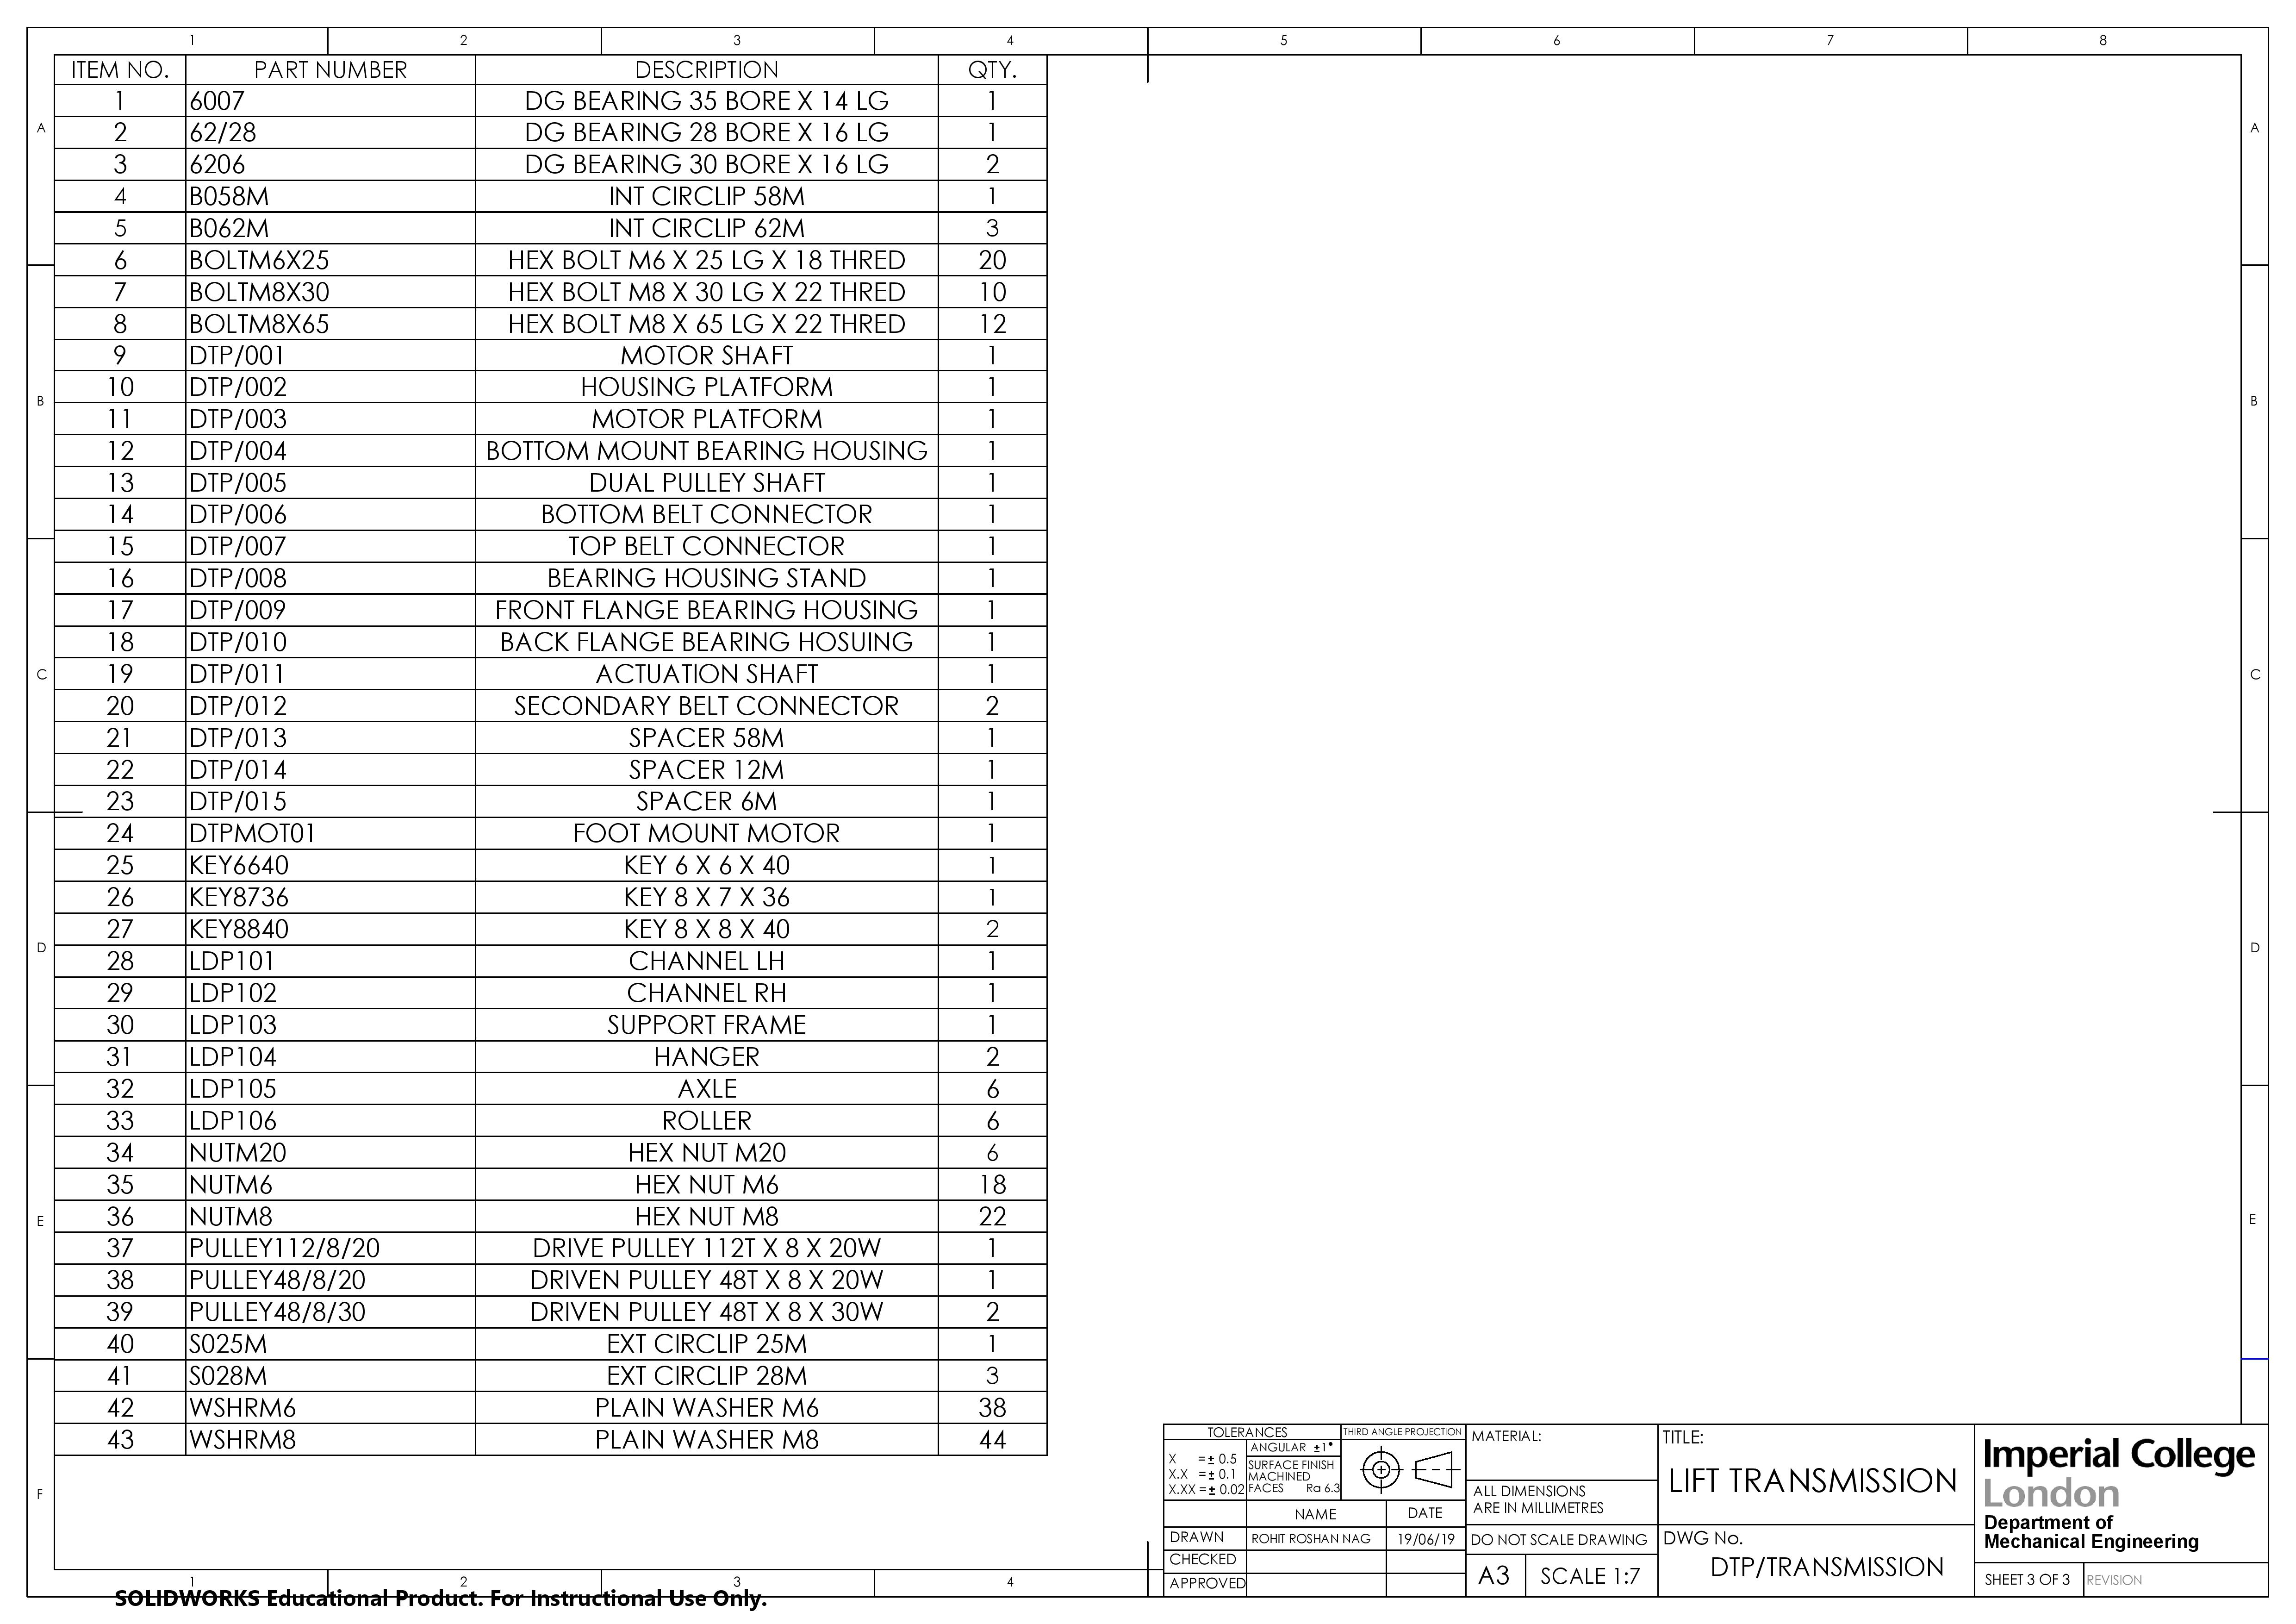 1 2 3 4 5 6 7 8
ITEM NO. PART NUMBER DESCRIPTION QTY.
1 6007 DG BEARING 35 BORE X 14 LG 1
A A
2 62/28 DG BEARING 28 BORE X 16 LG 1
3 6206 DG BEARING 30 BORE X 16 LG 2
4 B058M INT CIRCLIP 58M 1
5 B062M INT CIRCLIP 62M 3
6 BOLTM6X25 HEX BOLT M6 X 25 LG X 18 THRED 20
7 BOLTM8X30 HEX BOLT M8 X 30 LG X 22 THRED 10
8 BOLTM8X65 HEX BOLT M8 X 65 LG X 22 THRED 12
9 DTP/001 MOTOR SHAFT 1
10 DTP/002 HOUSING PLATFORM 1
B B
11 DTP/003 MOTOR PLATFORM 1
12 DTP/004 BOTTOM MOUNT BEARING HOUSING 1
13 DTP/005 DUAL PULLEY SHAFT 1
14 DTP/006 BOTTOM BELT CONNECTOR 1
15 DTP/007 TOP BELT CONNECTOR 1
16 DTP/008 BEARING HOUSING STAND 1
17 DTP/009 FRONT FLANGE BEARING HOUSING 1
18 DTP/010 BACK FLANGE BEARING HOSUING 1
19 DTP/011 ACTUATION SHAFT 1
C C
20 DTP/012 SECONDARY BELT CONNECTOR 2
21 DTP/013 SPACER 58M 1
22 DTP/014 SPACER 12M 1
23 DTP/015 SPACER 6M 1
24 DTPMOT01 FOOT MOUNT MOTOR 1
25 KEY6640 KEY 6 X 6 X 40 1
26 KEY8736 KEY 8 X 7 X 36 1
27 KEY8840 KEY 8 X 8 X 40 2
D D
28 LDP101 CHANNEL LH 1
29 LDP102 CHANNEL RH 1
30 LDP103 SUPPORT FRAME 1
31 LDP104 HANGER 2
32 LDP105 AXLE 6
33 LDP106 ROLLER 6
34 NUTM20 HEX NUT M20 6
35 NUTM6 HEX NUT M6 18
36 NUTM8 HEX NUT M8 22
E E
37 PULLEY112/8/20 DRIVE PULLEY 112T X 8 X 20W 1
38 PULLEY48/8/20 DRIVEN PULLEY 48T X 8 X 20W 1
39 PULLEY48/8/30 DRIVEN PULLEY 48T X 8 X 30W 2
40 S025M EXT CIRCLIP 25M 1
41 S028M EXT CIRCLIP 28M 3
42 WSHRM6 PLAIN WASHER M6 38
43 WSHRM8 PLAIN WASHER M8 44
F
TOLERANCES
X =± 0.5
X.X =± 0.1
X.XX =± 0.02
ANGULAR ±1°
SURFACE FINISH
MACHINED
FACES Ra 6.3
THIRD ANGLE PROJECTION
NAME DATE
DRAWN ROHIT ROSHAN NAG 19/06/19
CHECKED
APPROVED
MATERIAL:
ALL DIMENSIONS
ARE IN MILLIMETRES
DO NOT SCALE DRAWING
A3 SCALE 1:7
TITLE:
LIFT TRANSMISSION
DWG No.
DTP/TRANSMISSION
Imperial College
London
Department of
Mechanical Engineering
SHEET 3 OF 3 REVISION
1 2 3 4
SOLIDWORKS Educational Product. For Instructional Use Only.